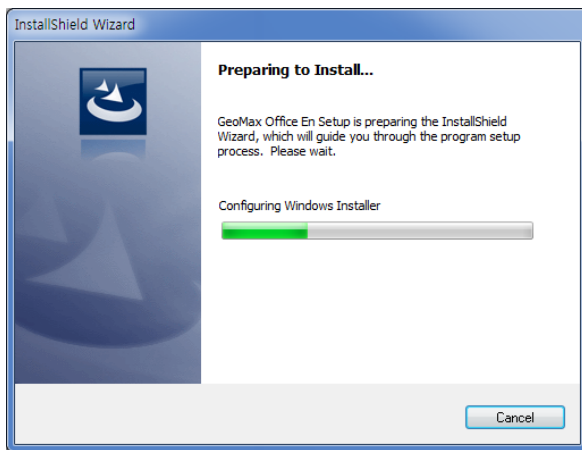 InstallShield Wizard
Preparing to Install...
GeoMax Office En Setup is preparing the InstallShield
Wizard, which will guide you through the program setup
process. Please wait.
Configuring Windows Installer
Cancel